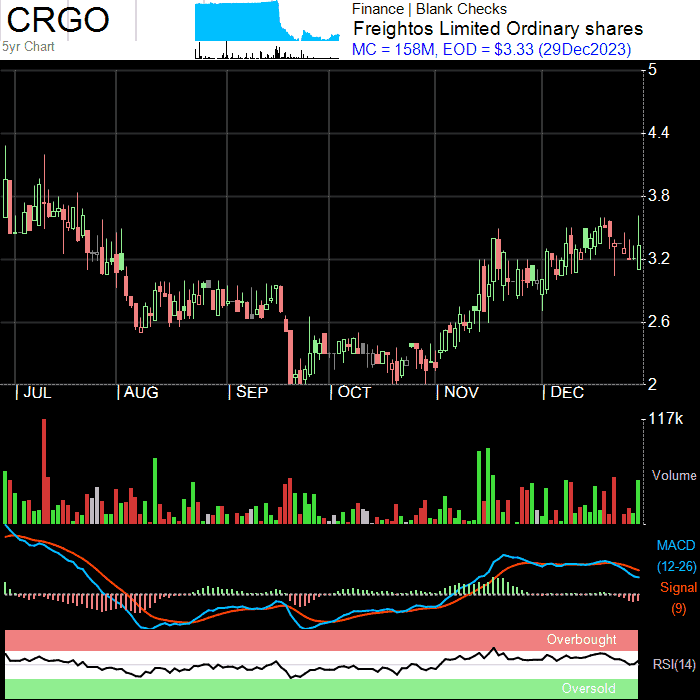 CRGO
5yr Chart
Finance | Blank Checks
Freightos Limited Ordinary shares
MC = 158M, EOD = $3.33 (29Dec2023)
5
4.4
3.8
3.2
2.6
2
JUL AUG SEP OCT NOV DEC
117k
Volume
MACD
(12-26)
Signal
(9)
Overbought
RSI(14)
Oversold